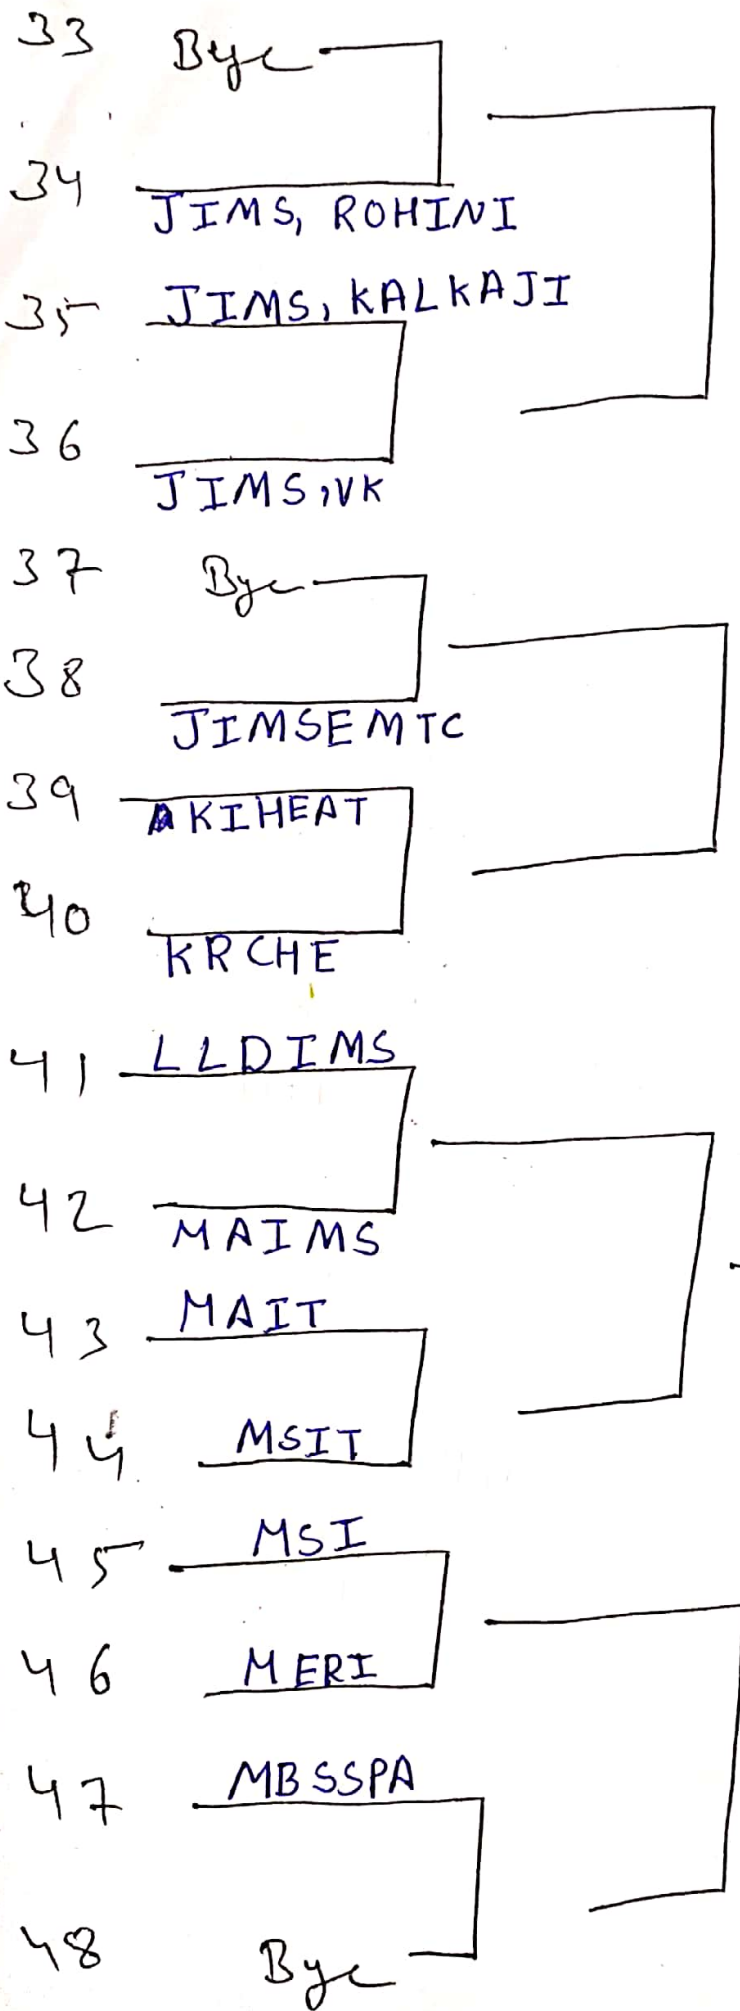 33 Bye
34 JIMS, ROHINI
35 JIMS, KALKAJI
36 JIMS, VK
37 Bye
38 JIMSEMTC
39 KIHEAT
40 KRCHE
41 LLDIMS
42 MAIMS
43 MAIT
44 MSIT
45 MSI
46 MERI
47 MBSSPA
48 Bye